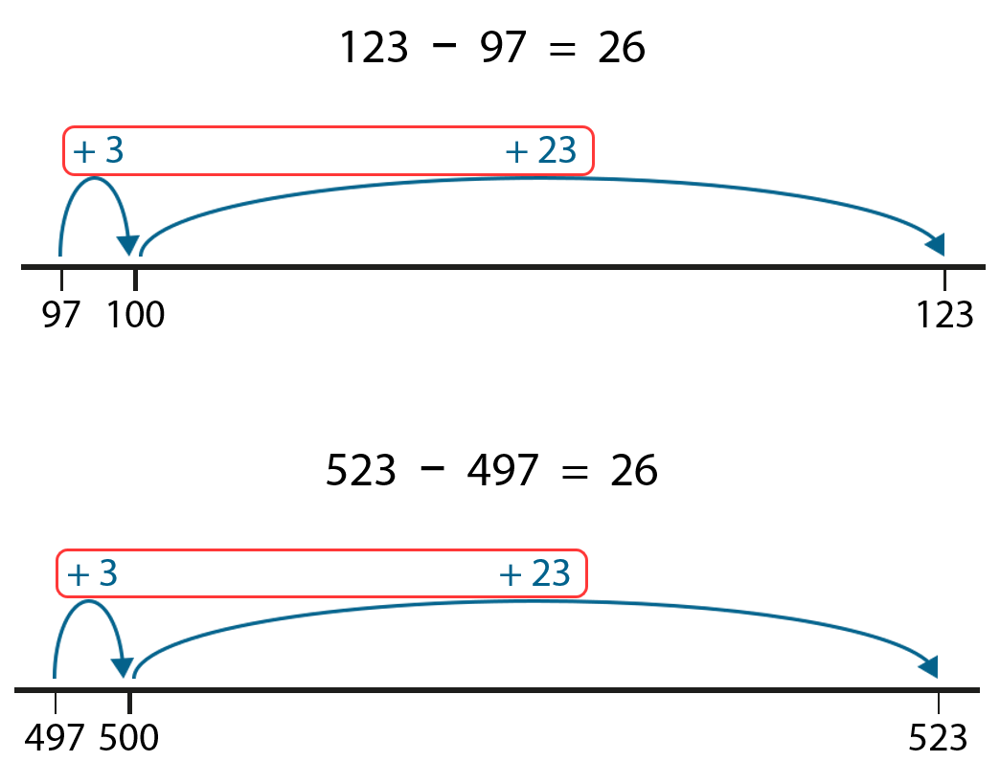 123 − 97 = 26
+ 3 + 23
97 100 123
523 − 497 = 26
+ 3 + 23
497 500 523